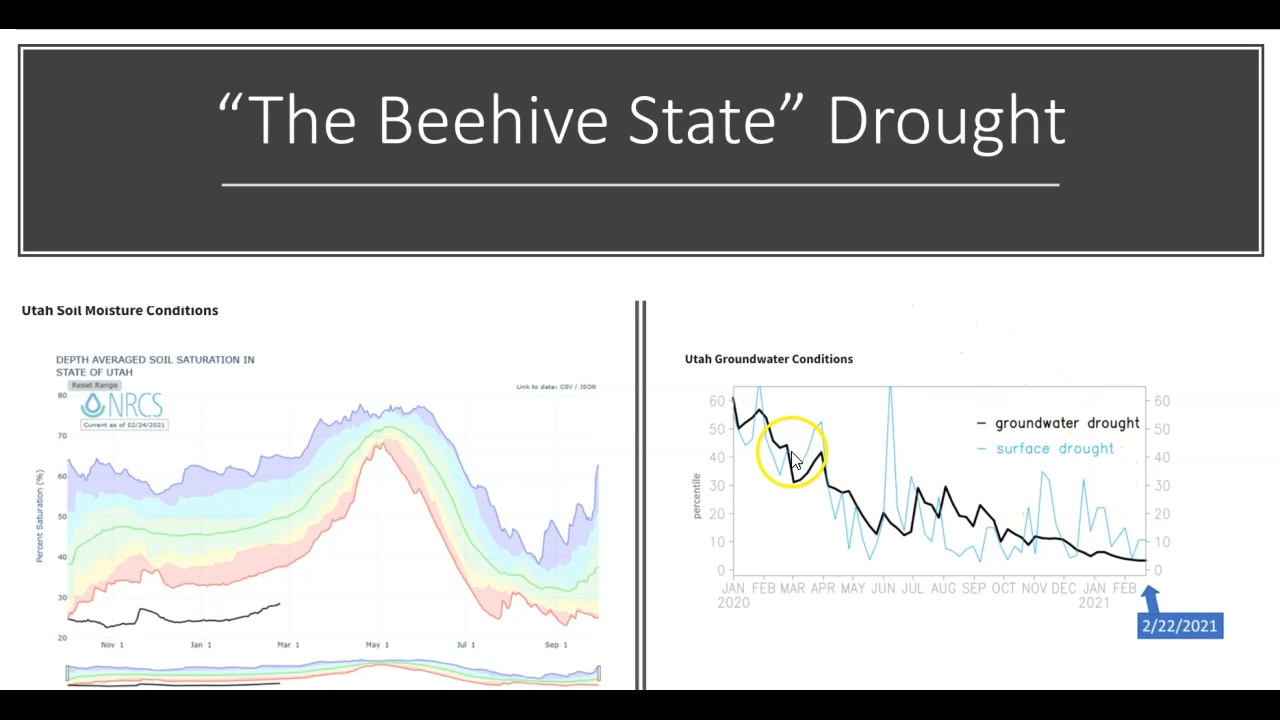 “The Beehive State” Drought
Utah Soil Moisture Conditions
DEPTH AVERAGED SOIL SATURATION IN
STATE OF UTAH
Reset Range
Link to data: CSV / JSON
NRCS
Current as of 02/24/2021
Percent Saturation (%)
80
70
60
50
40
30
20
Nov 1
Jan 1
Mar 1
May 1
Jul 1
Sep 1
Utah Groundwater Conditions
groundwater drought
surface drought
percentile
60 60
50 50
40 40
30 30
20 20
10 10
0 0
JAN FEB MAR APR MAY JUN JUL AUG SEP OCT NOV DEC JAN FEB
2020 2021
2/22/2021